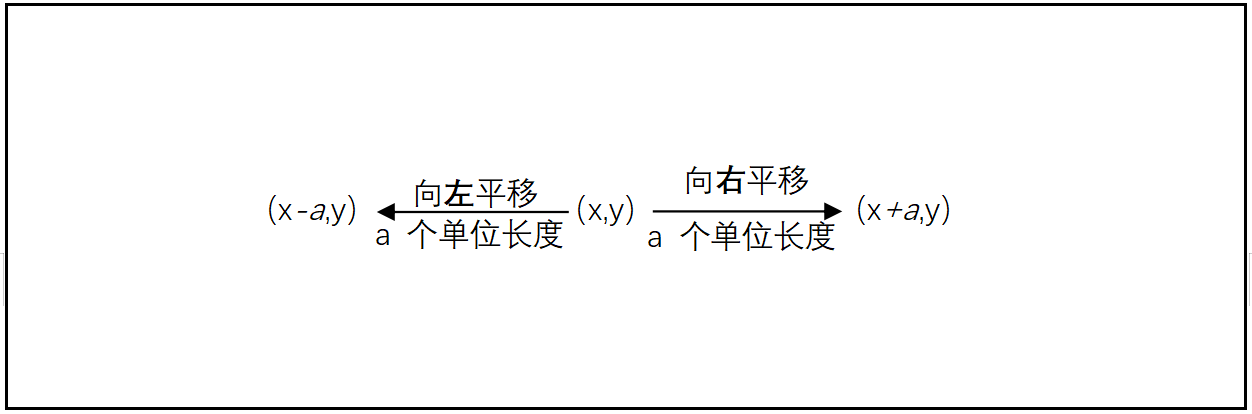 向左平移 向右平移
(x-a,y) (x,y) (x+a,y)
a 个单位长度 a 个单位长度